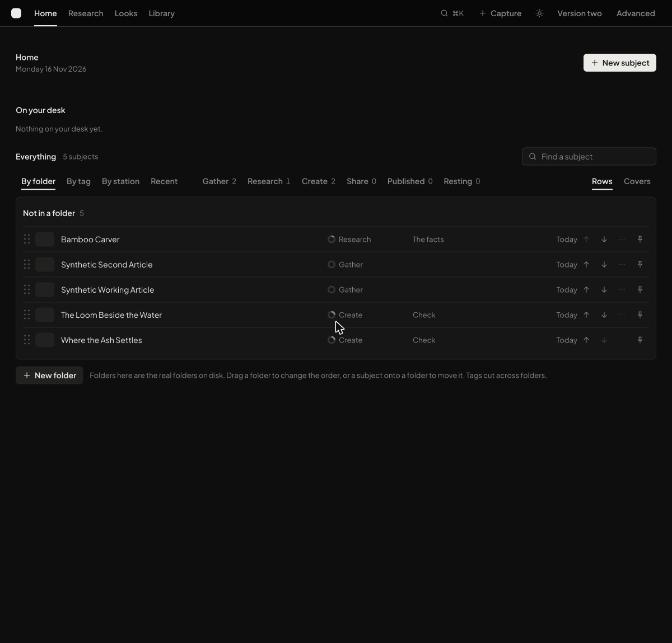 Home Research Looks Library ⌘K + Capture Version two Advanced
Home
Monday 16 Nov 2026
+ New subject
On your desk
Nothing on your desk yet.
Everything 5 subjects
Find a subject
By folder By tag By station Recent Gather 2 Research 1 Create 2 Share 0 Published 0 Resting 0 Rows Covers
Not in a folder 5
Bamboo Carver Research The facts Today ↑ ↓ ...
Synthetic Second Article Gather Today ↑ ↓ ...
Synthetic Working Article Gather Today ↑ ↓ ...
The Loom Beside the Water Create Check Today ↑ ↓ ...
Where the Ash Settles Create Check Today ↑ ↓
+ New folder Folders here are the real folders on disk. Drag a folder to change the order, or a subject onto a folder to move it. Tags cut across folders.